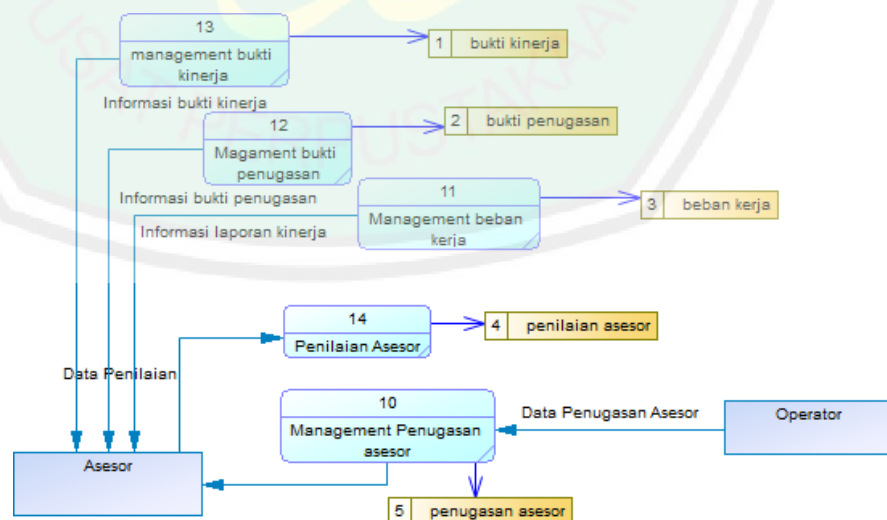 13
management bukti
kinerja
1 bukti kinerja
Informasi bukti kinerja
12
Magament bukti
penugasan
2 bukti penugasan
Informasi bukti penugasan
11
Management beban
kerja
3 beban kerja
Informasi laporan kinerja
14
Penilaian Asesor
4 penilaian asesor
Data Penilaian
10
Management Penugasan
asesor
Data Penugasan Asesor
Operator
Asesor
5 penugasan asesor